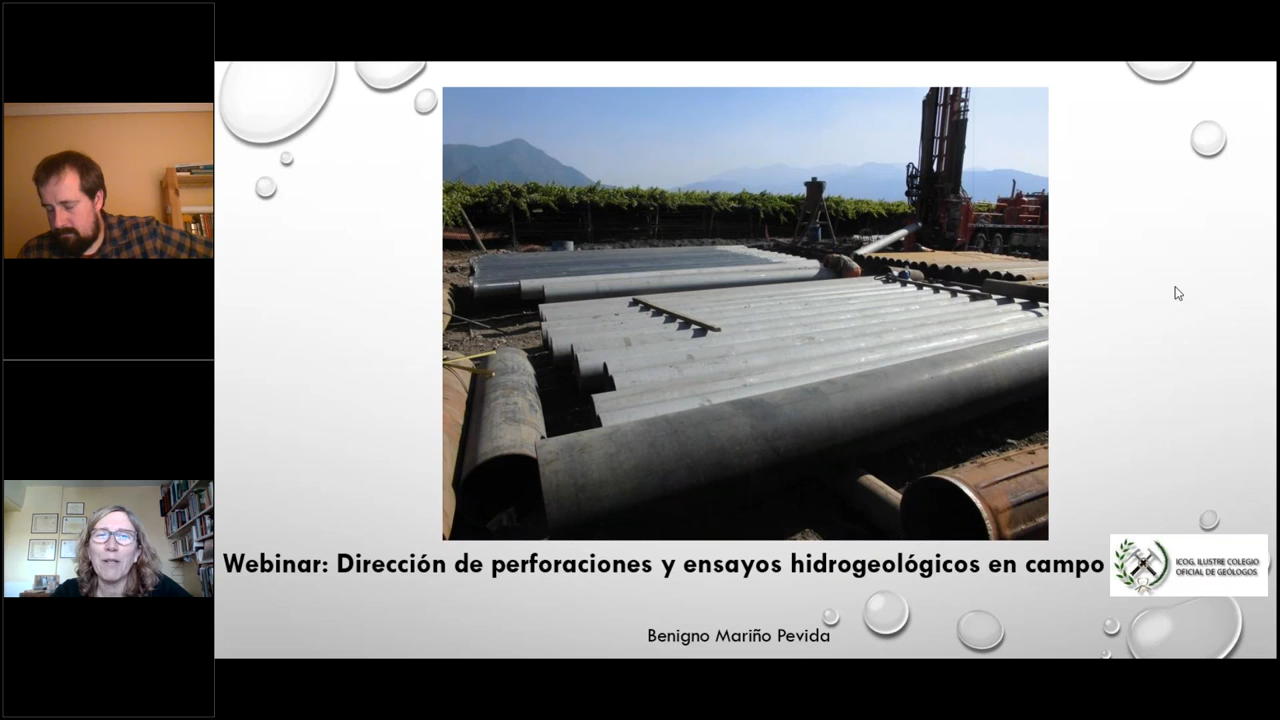 Webinar: Dirección de perforaciones y ensayos hidrogeológicos en campo
ICOG. ILUSTRE COLEGIO
OFICIAL DE GEÓLOGOS
Benigno Mariño Pevida